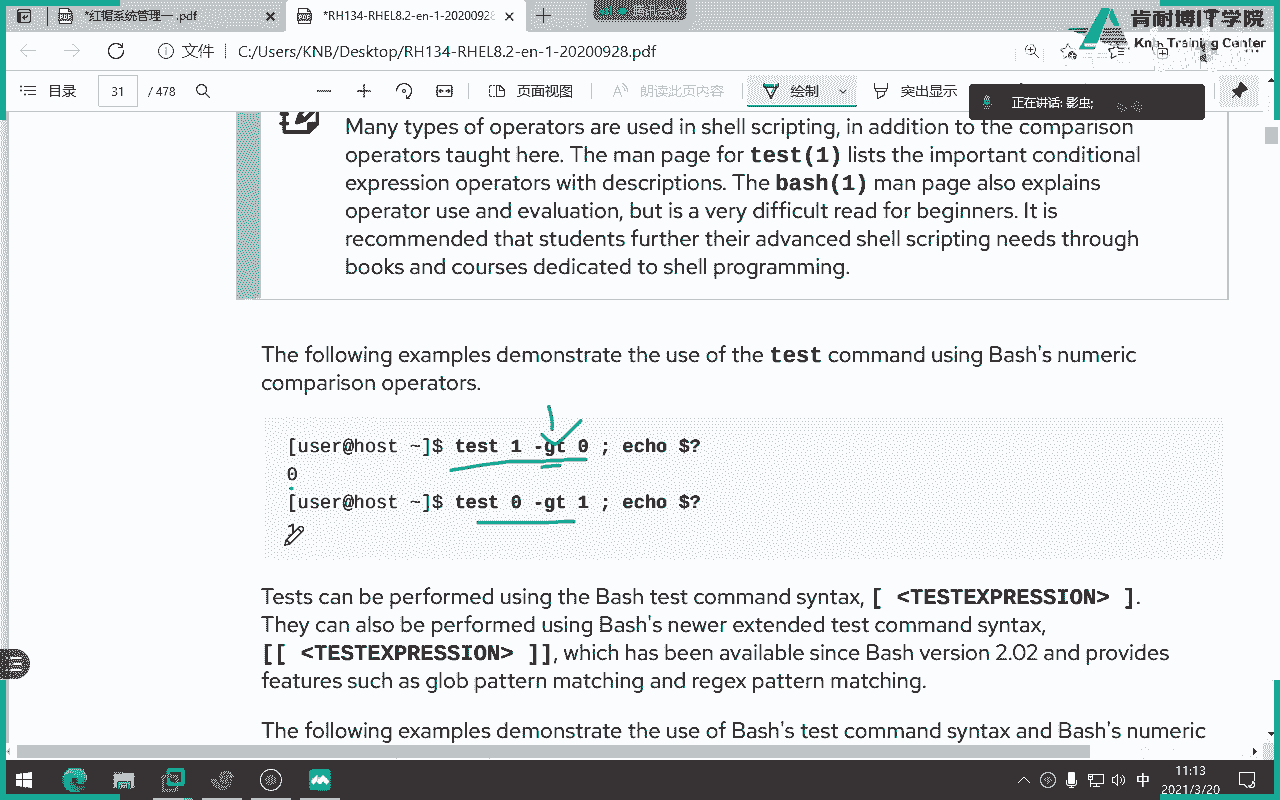 *红帽系统管理一 .pdf
*RH134-RHEL8.2-en-1-2020092
肯耐博IT学院
Training Center
文件
C:/Users/KNB/Desktop/RH134-RHEL8.2-en-1-20200928.pdf
目录
31
/ 478
页面视图
朗读此页内容
绘制
突出显示
正在讲话: 影虫;
Many types of operators are used in shell scripting, in addition to the comparison
operators taught here. The man page for test(1) lists the important conditional
expression operators with descriptions. The bash(1) man page also explains
operator use and evaluation, but is a very difficult read for beginners. It is
recommended that students further their advanced shell scripting needs through
books and courses dedicated to shell programming.
The following examples demonstrate the use of the test command using Bash's numeric
comparison operators.
[user@host ~]$ test 1 -gt 0 ; echo $?
0
[user@host ~]$ test 0 -gt 1 ; echo $?
Tests can be performed using the Bash test command syntax, [ <TESTEXPRESSION> ].
They can also be performed using Bash's newer extended test command syntax,
[[ <TESTEXPRESSION> ]], which has been available since Bash version 2.02 and provides
features such as glob pattern matching and regex pattern matching.
The following examples demonstrate the use of Bash's test command syntax and Bash's numeric
中
11:13
2021/3/20